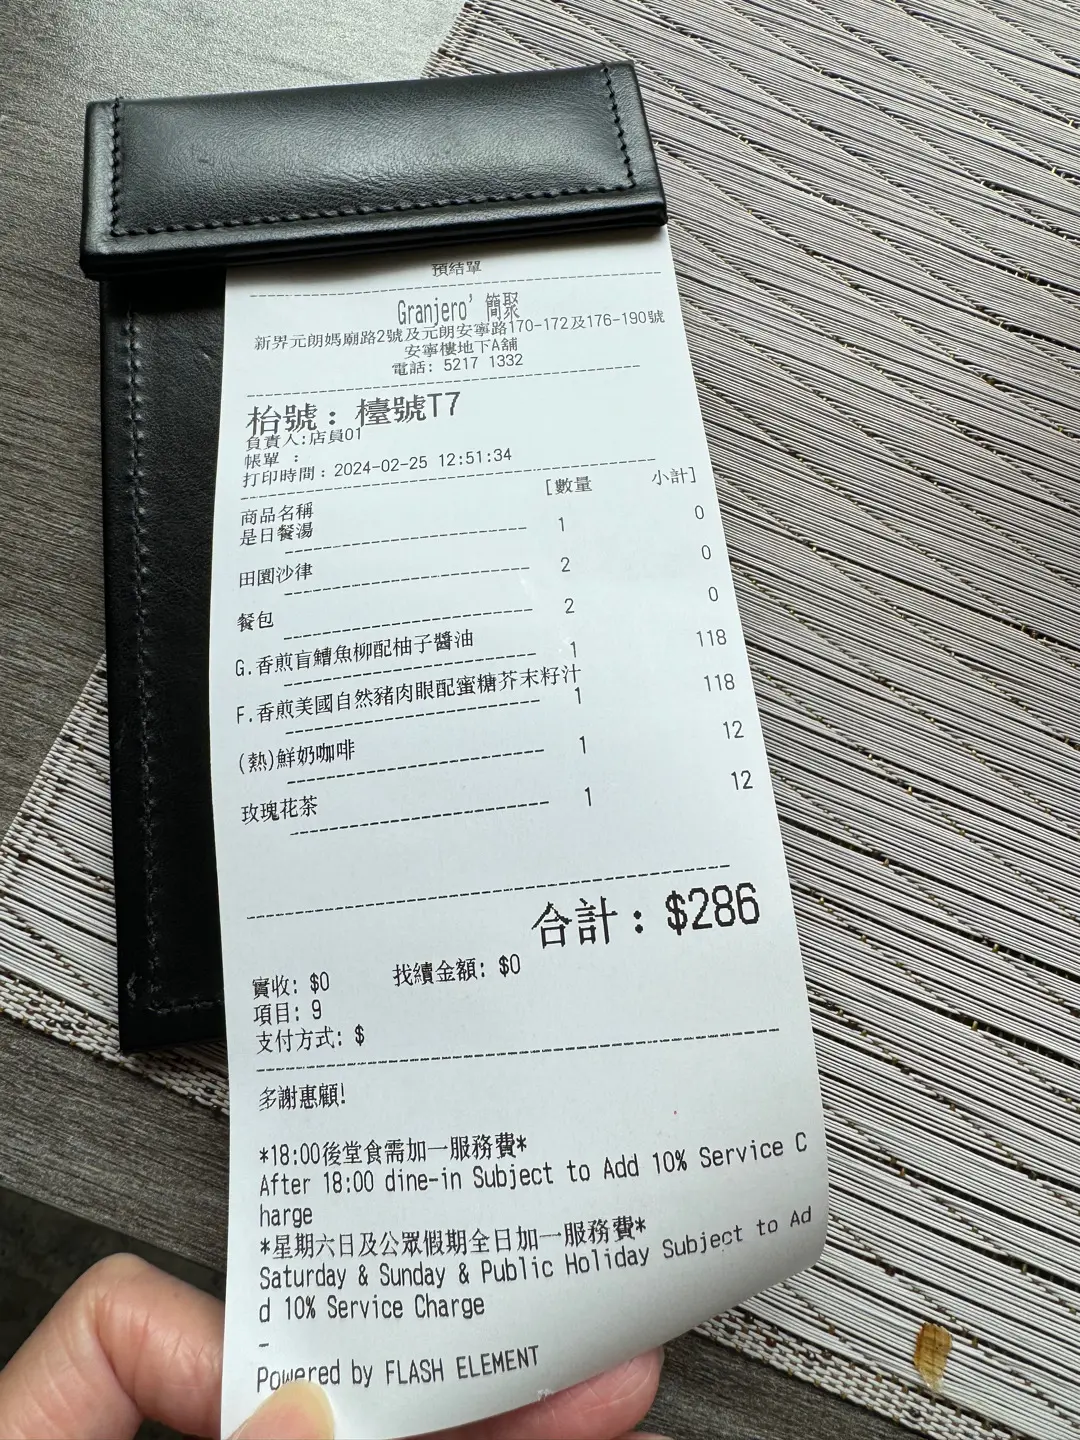 預結單
Granjero' 簡聚
新界元朗媽廟路2號及元朗安寧路170-172及176-190號
安寧樓地下A舖
電話: 5217 1332
枱號: 檯號T7
負責人:店員01
帳單 :
打印時間: 2024-02-25 12:51:34
商品名稱 [數量 小計]
是日餐湯 1 0
田園沙律 2 0
餐包 2 0
G.香煎盲鰽魚柳配柚子醬油 1 118
F.香煎美國自然豬肉眼配蜜糖芥末籽汁 1 118
(熱)鮮奶咖啡 1 12
玫瑰花茶 1 12
合計: $286
實收: $0 找續金額: $0
項目: 9
支付方式: $
多謝惠顧!
*18:00後堂食需加一服務費*
After 18:00 dine-in Subject to Add 10% Service C
harge
*星期六日及公眾假期全日加一服務費*
Saturday & Sunday & Public Holiday Subject to Ad
d 10% Service Charge
-
Powered by FLASH ELEMENT